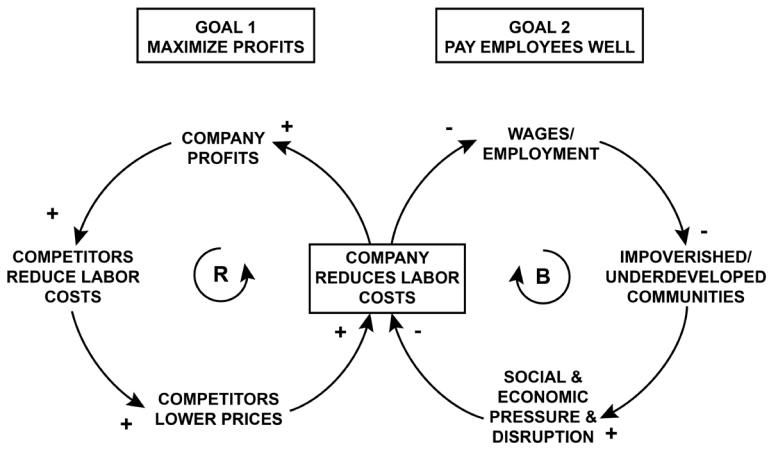 GOAL 1
MAXIMIZE PROFITS
GOAL 2
PAY EMPLOYEES WELL
+
COMPANY
PROFITS
-
WAGES/
EMPLOYMENT
+
COMPETITORS
REDUCE LABOR
COSTS
R
COMPANY
REDUCES LABOR
COSTS
B
-
IMPOVERISHED/
UNDERDEVELOPED
COMMUNITIES
+
COMPETITORS
LOWER PRICES
+
-
SOCIAL &
ECONOMIC
PRESSURE &
DISRUPTION
+